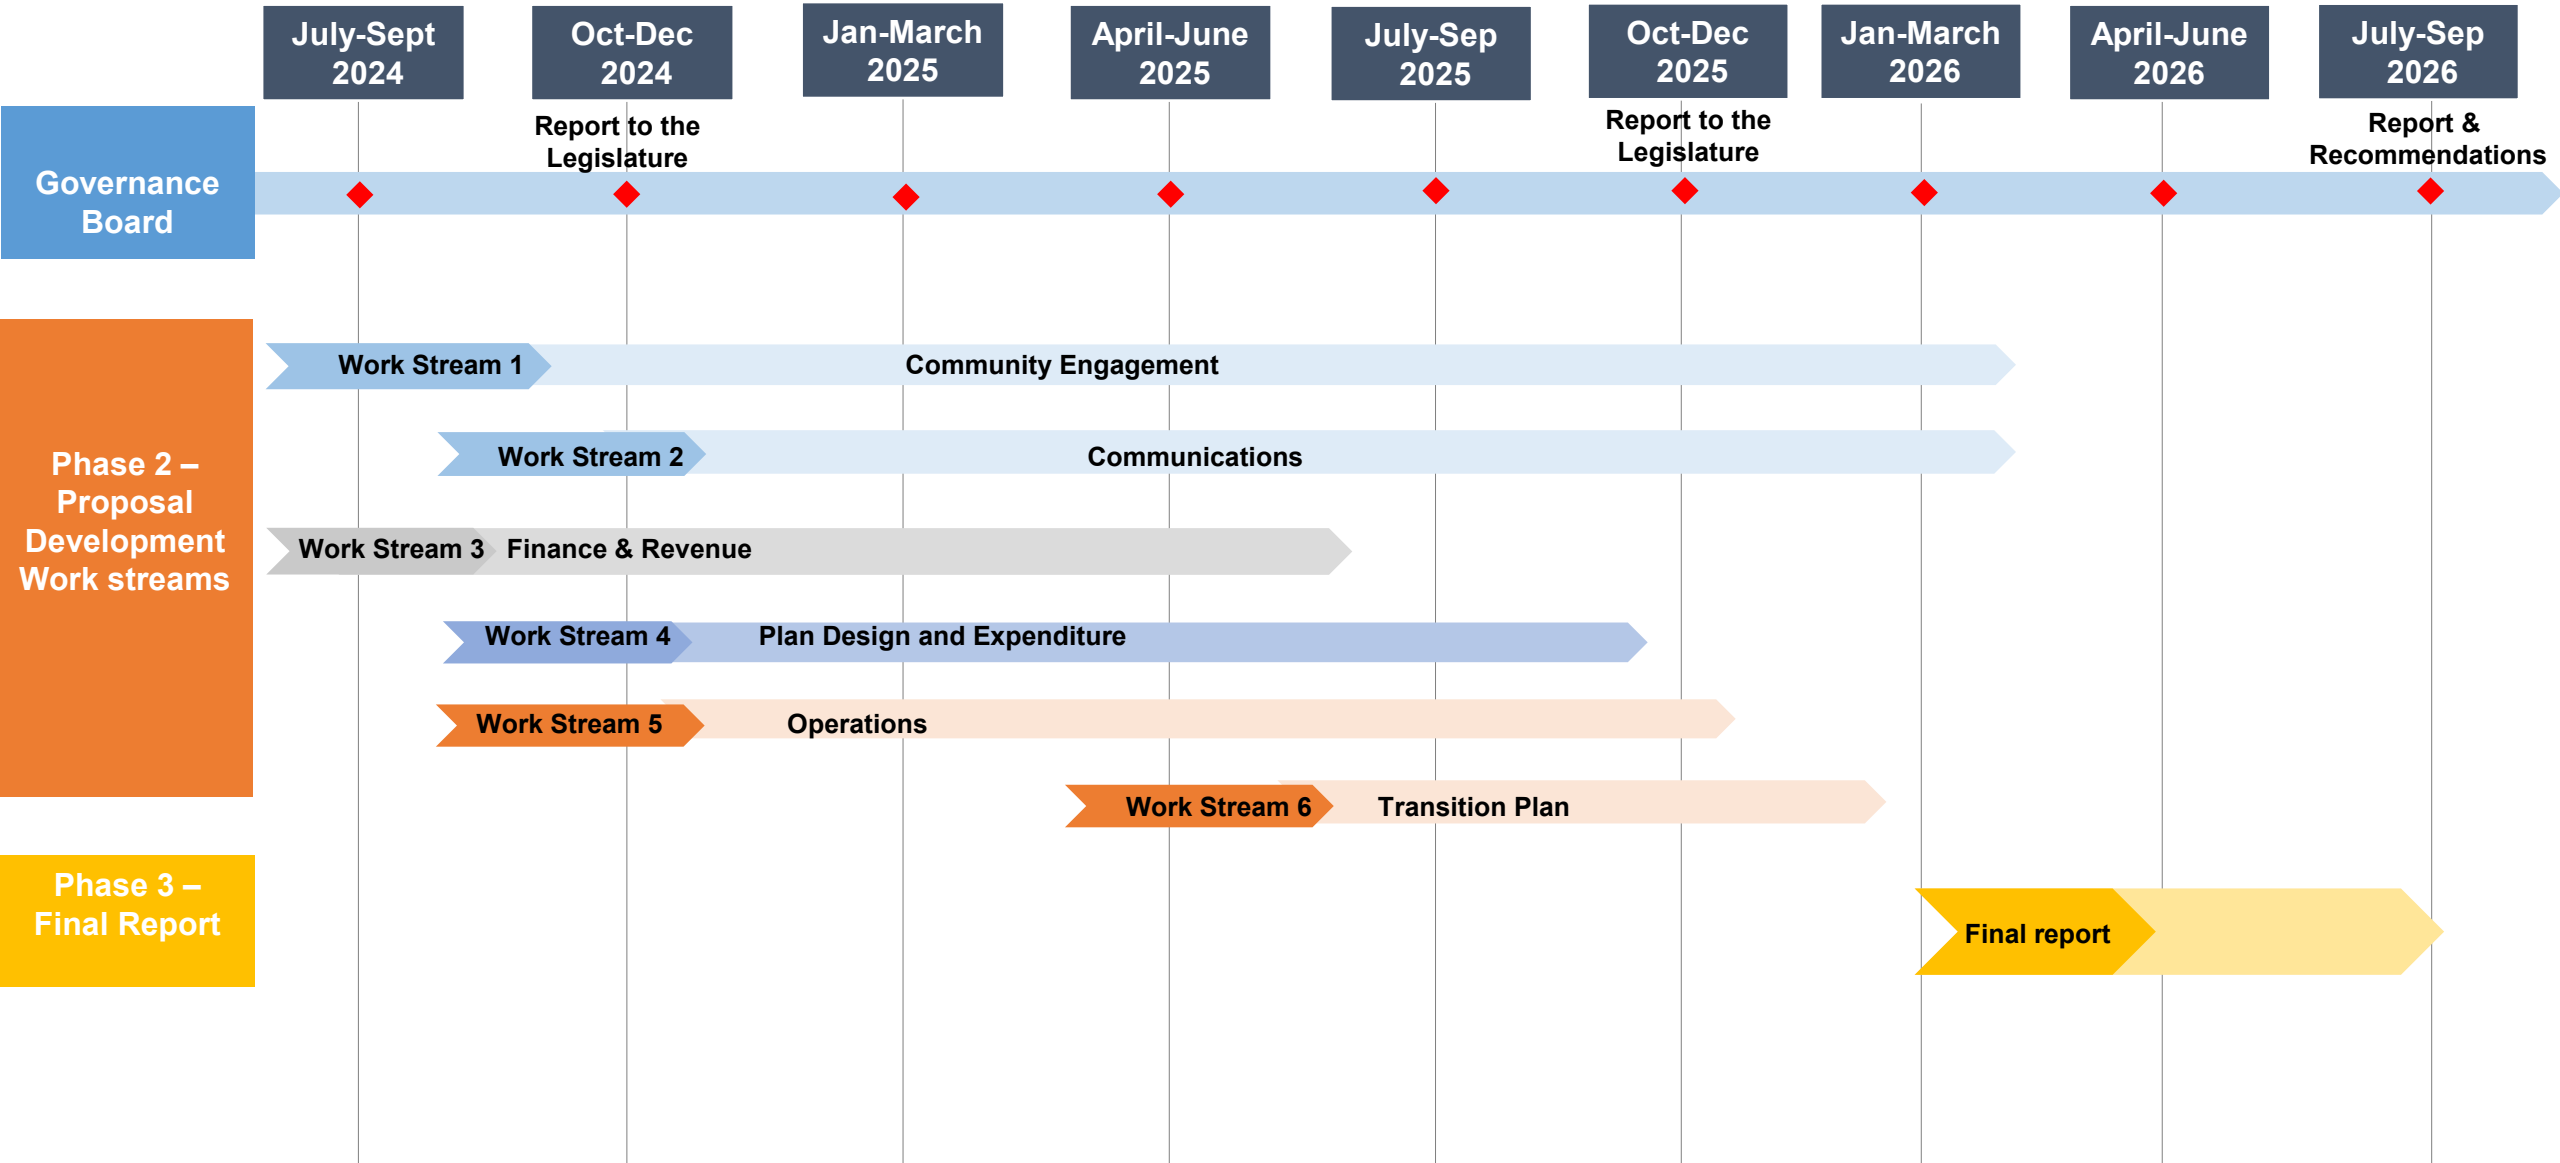 July-Sept
2024
Oct-Dec
2024
Jan-March
2025
April-June
2025
July-Sep
2025
Oct-Dec
2025
Jan-March
2026
April-June
2026
July-Sep
2026
Report to the
Legislature
Report to the
Legislature
Report &
Recommendations
Governance
Board
Phase 2 –
Proposal
Development
Work streams
Work Stream 1
Community Engagement
Work Stream 2
Communications
Work Stream 3
Finance & Revenue
Work Stream 4
Plan Design and Expenditure
Work Stream 5
Operations
Work Stream 6
Transition Plan
Phase 3 –
Final Report
Final report